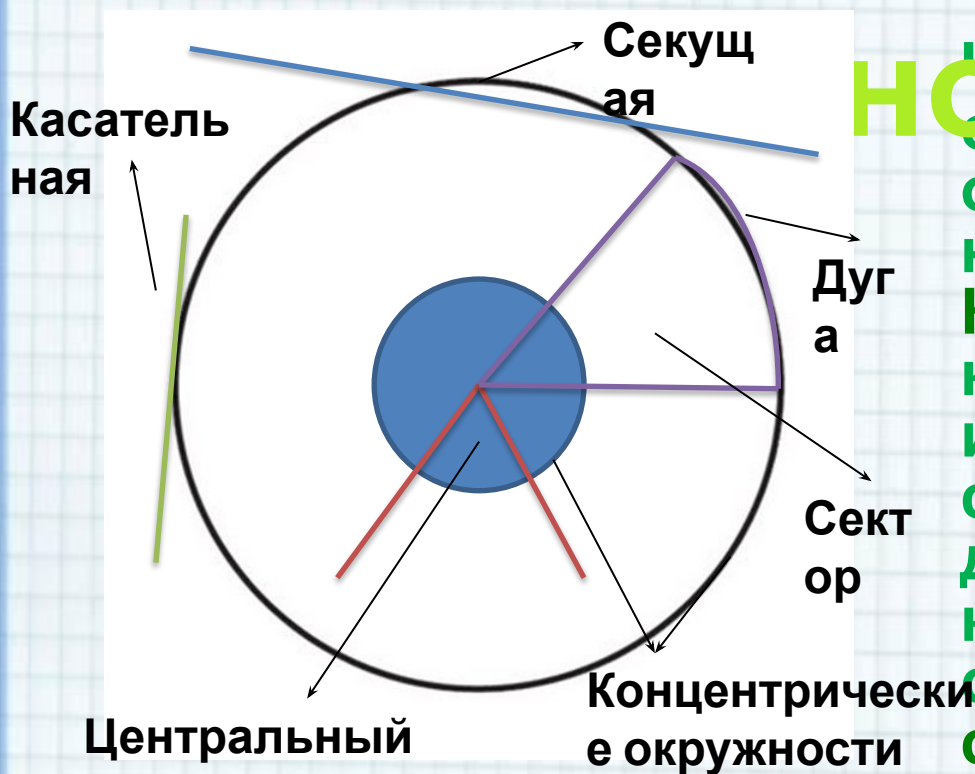 Секущ
ая
Касатель
ная
Дуг
а
Сект
ор
Концентрически
е окружности
Центральный